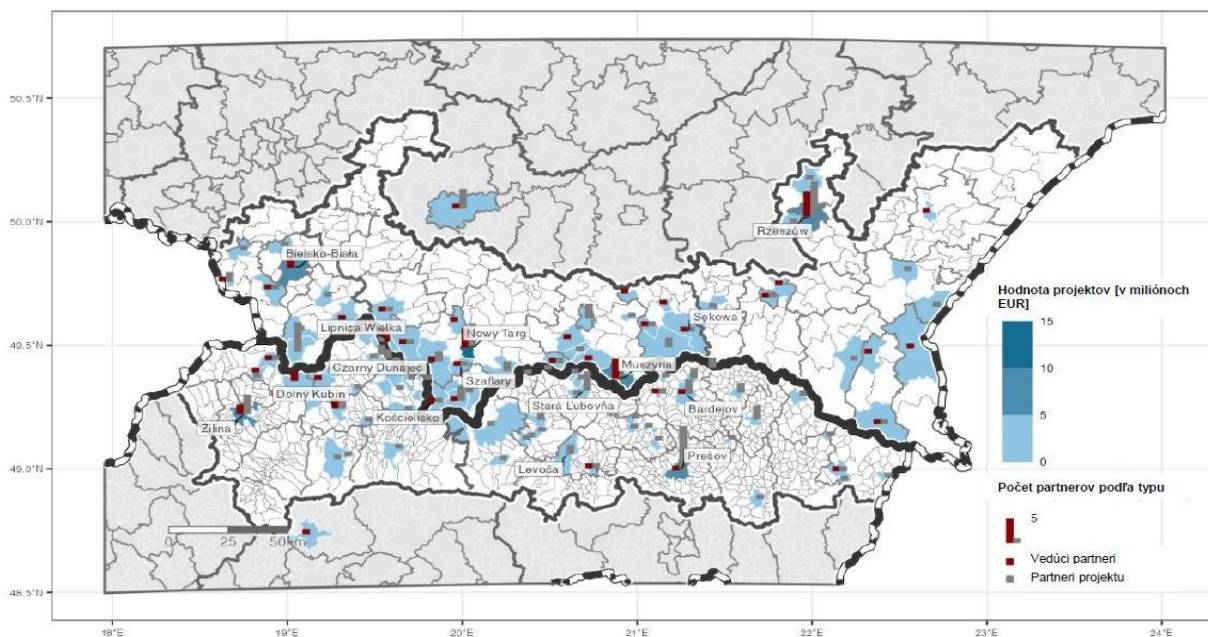 50.5°N
50.0°N
49.5°N
49.0°N
48.5°N
Rzeszów
Bielsko-Biała
Lipnica Wielka
Nowy Targ
Sękowa
Czarny Dunajec
Muszyna
Szaflary
Dolny Kubin
Stará Ľubovňa
Bardejov
Kościelisko
Žilina
Prešov
Levoča
0 25 50km
18°E 19°E 20°E 21°E 22°E 23°E 24°E
Hodnota projektov [v miliónoch
EUR]
15
10
5
0
Počet partnerov podľa typu
5
Vedúci partneri
Partneri projektu